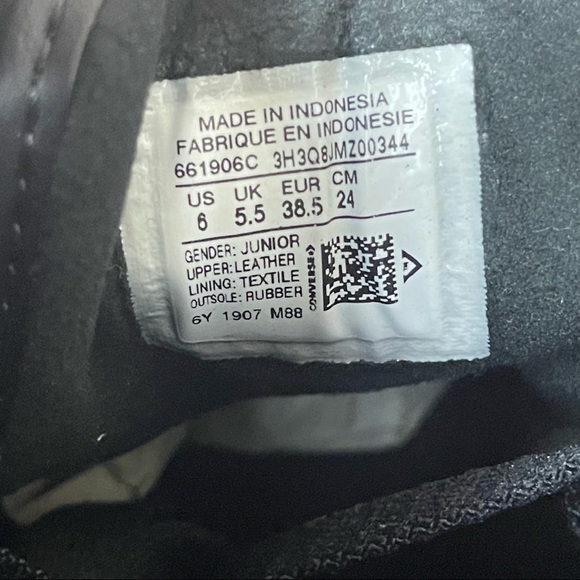 MADE IN INDONESIA
FABRIQUE EN INDONESIE
661906C 3H3Q8JMZ00344
US UK EUR CM
6 5.5 38.5 24
GENDER: JUNIOR
UPPER: LEATHER
LINING: TEXTILE
OUTSOLE: RUBBER
6Y 1907 M88
CONVERSE